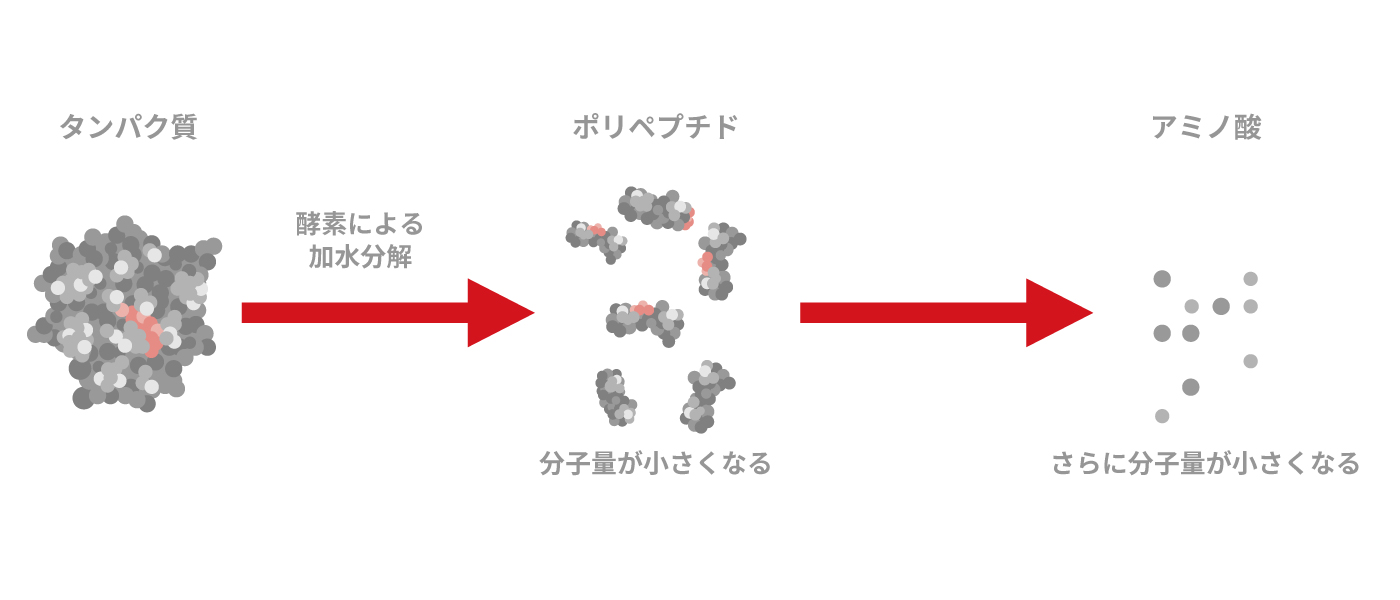 タンパク質
ポリペプチド
アミノ酸
酵素による
加水分解
分子量が小さくなる
さらに分子量が小さくなる